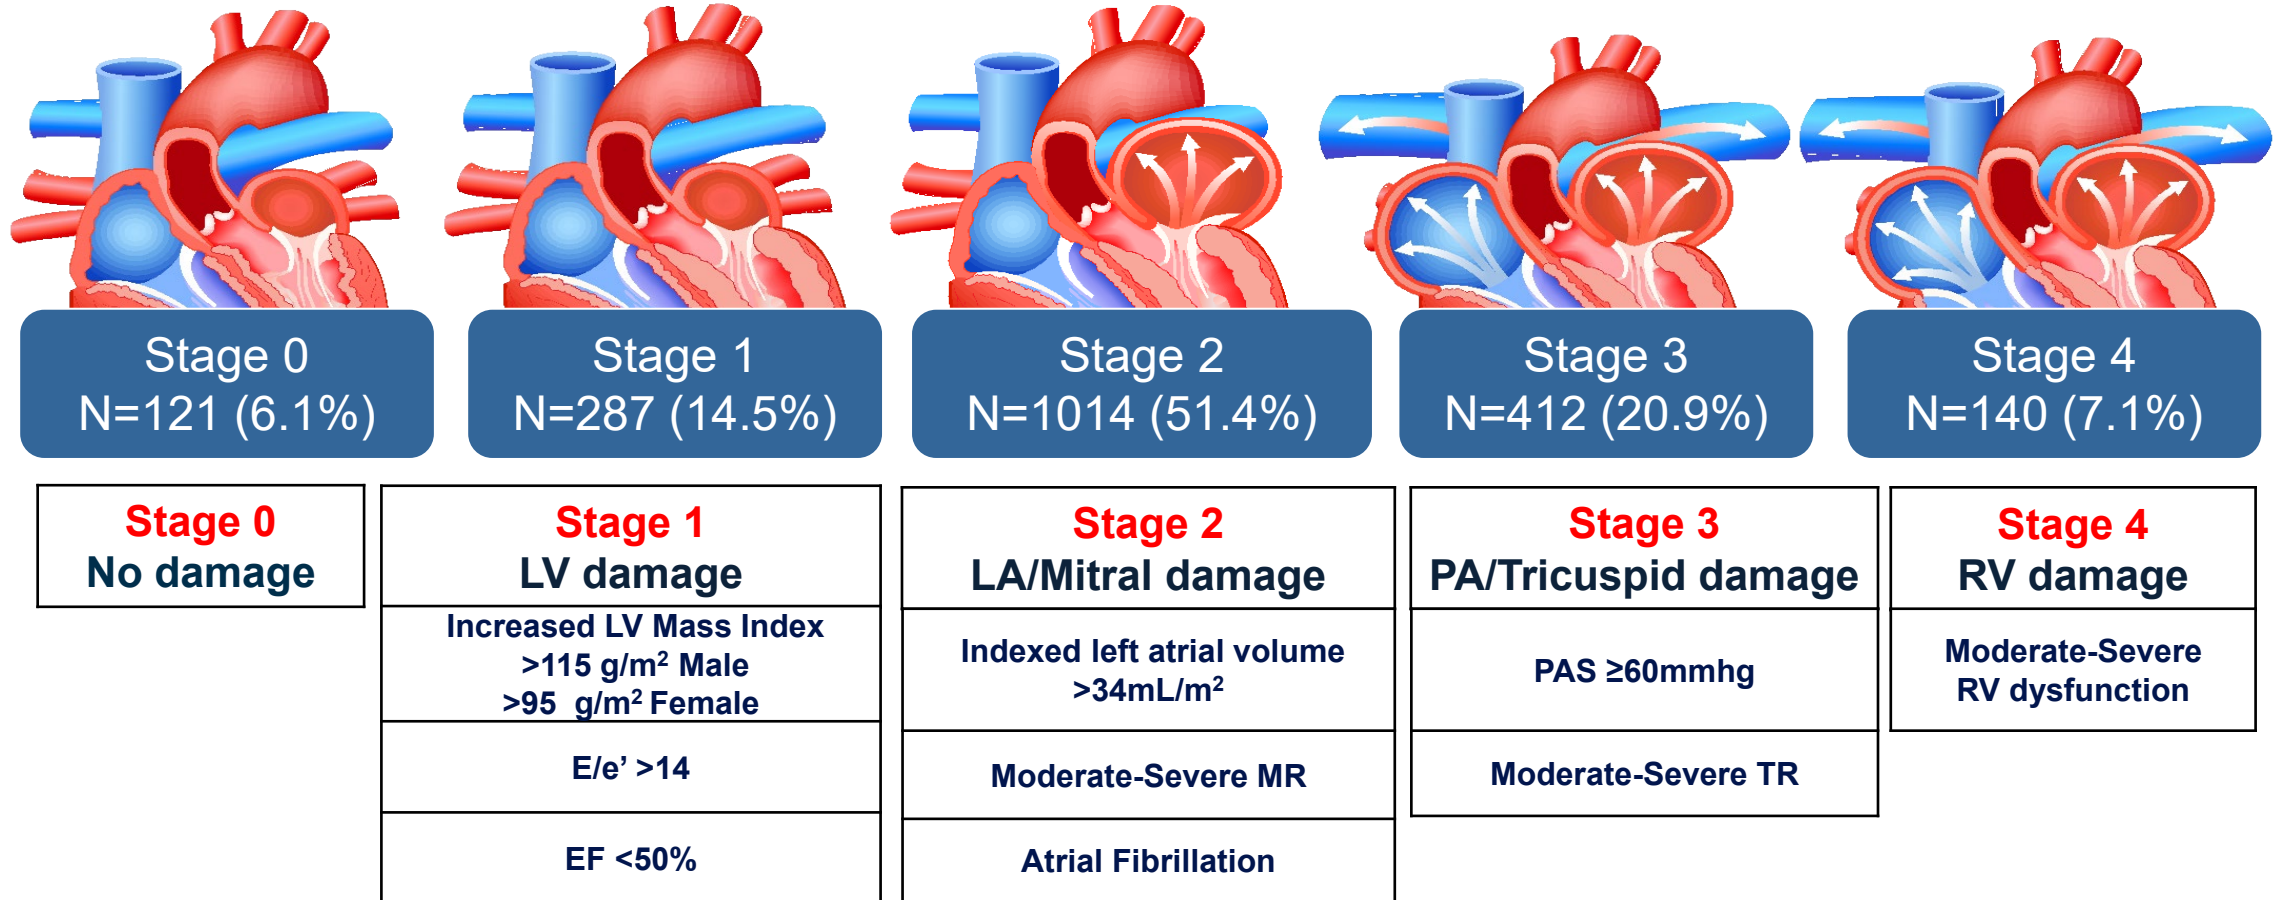 Stage 0
N=121 (6.1%)
Stage 1
N=287 (14.5%)
Stage 2
N=1014 (51.4%)
Stage 3
N=412 (20.9%)
Stage 4
N=140 (7.1%)
Stage 0
No damage
Stage 1
LV damage
Increased LV Mass Index
>115 g/m² Male
>95 g/m² Female
E/e’ >14
EF <50%
Stage 2
LA/Mitral damage
Indexed left atrial volume
>34mL/m²
Moderate-Severe MR
Atrial Fibrillation
Stage 3
PA/Tricuspid damage
PAS ≥60mmhg
Moderate-Severe TR
Stage 4
RV damage
Moderate-Severe
RV dysfunction